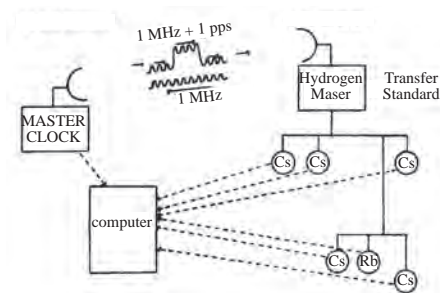 1 MHz + 1 pps
1 MHz
Hydrogen
Maser
Transfer
Standard
MASTER
CLOCK
Cs
Cs
Cs
computer
Cs
Rb
Cs